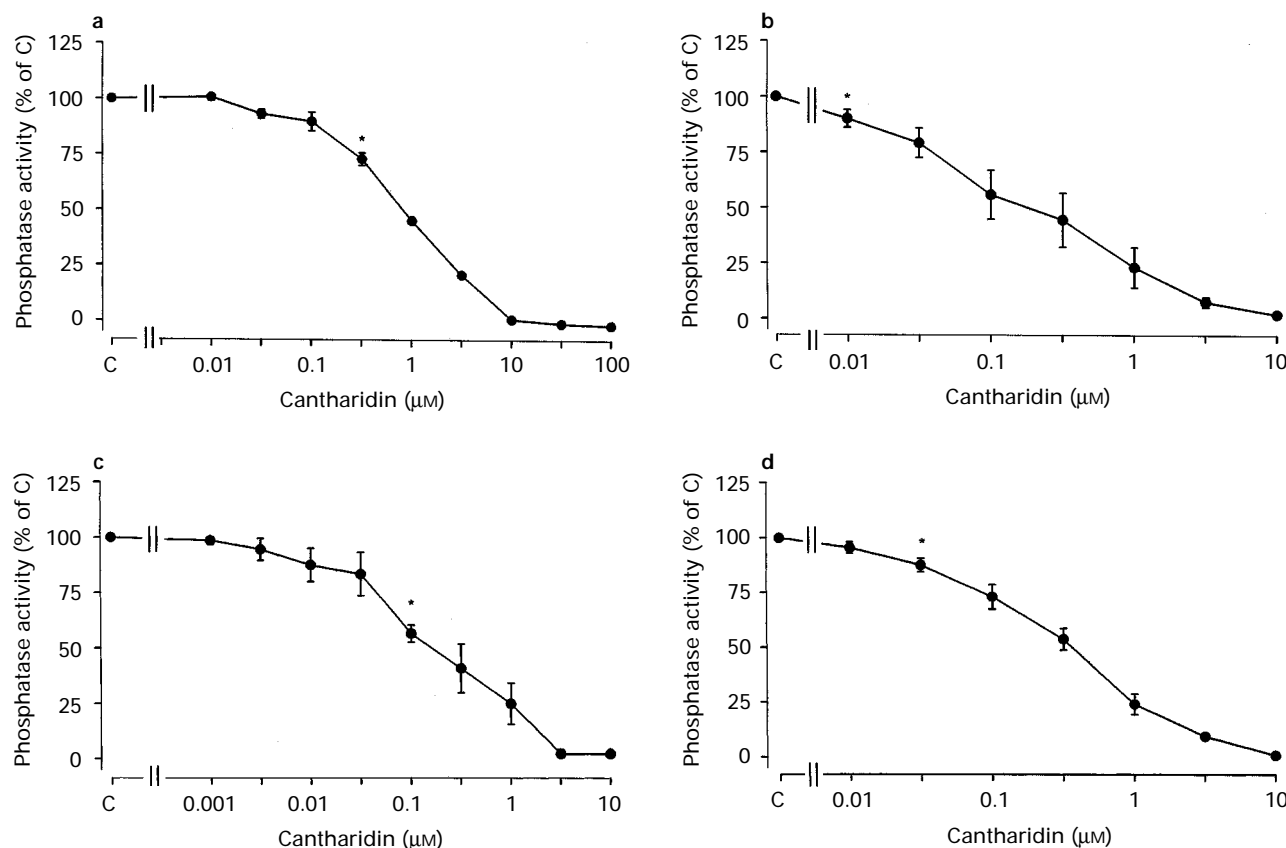 a
Phosphatase activity (% of C)
125
100
75
50
25
0
*
C 0.01 0.1 1 10 100
Cantharidin (μM)
b
Phosphatase activity (% of C)
125
100
75
50
25
0
*
C 0.01 0.1 1 10
Cantharidin (μM)
c
Phosphatase activity (% of C)
125
100
75
50
25
0
*
C 0.001 0.01 0.1 1 10
Cantharidin (μM)
d
Phosphatase activity (% of C)
125
100
75
50
25
0
*
C 0.01 0.1 1 10
Cantharidin (μM)